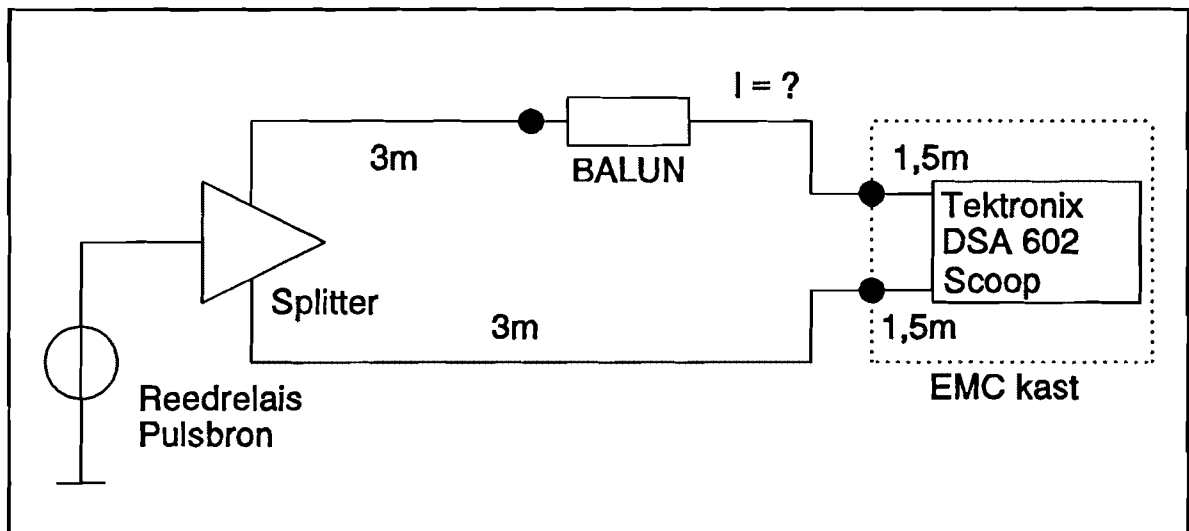 I = ?
3m
BALUN
1,5m
Tektronix
DSA 602
Scoop
Splitter
3m
1,5m
EMC kast
Reedrelais
Pulsbron